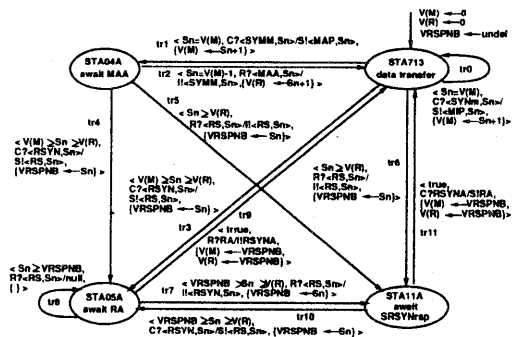 V(M) ←0
V(R) ←0
VRSPNB ←undef
tr1 < Sn=V(M), C?<SYMM,Sn>/S!<MAP,Sn>,
{V(M) ←Sn+1} >
STA04A
await MAA
STA713
data transfer
tr0
tr2 < Sn=V(M)-1, R?<MAA,Sn>/
I!<SYMM,Sn>,{V(R) ←Sn+1} >
tr5
< Sn=V(M),
C?<SYNm,Sn>/
S!<MIP,Sn>,
{V(M) ←Sn+1}>
tr4
< Sn ≥V(R),
R?<RS,Sn>/I!<RS,Sn>,
{VRSPNB ←Sn}>
< V(M) ≥Sn ≥V(R),
C?<RSYN,Sn>/
S!<RS,Sn>,
{VRSPNB ←Sn}>
< V(M) ≥Sn ≥V(R),
C?<RSYN,Sn>/
S!<RS,Sn>,
{VRSPNB ←Sn}>
< Sn ≥V(R),
R?<RS,Sn>/
I!<RS,Sn>,
{VRSPNB ←Sn}>
tr6
< true,
C?RSYNA/S!RA,
{V(M) ←VRSPNB,
V(R) ←VRSPNB}>
tr11
tr9
tr3
< true,
R?RA/I!RSYNA,
{V(M) ←VRSPNB,
V(R) ←VRSPNB} >
< Sn ≥VRSPNB,
R?<RS,Sn>/null,
{ } >
tr8
STA05A
await RA
tr7
< VRSPNB >Sn ≥V(R), R?<RS,Sn>/
I!<RSYN,Sn>, {VRSPNB ←Sn} >
STA11A
await
SRSYNrsp
tr10
< VRSPNB ≥Sn ≥V(R),
C?<RSYN,Sn>/S!<RS,Sn>, {VRSPNB ←Sn} >